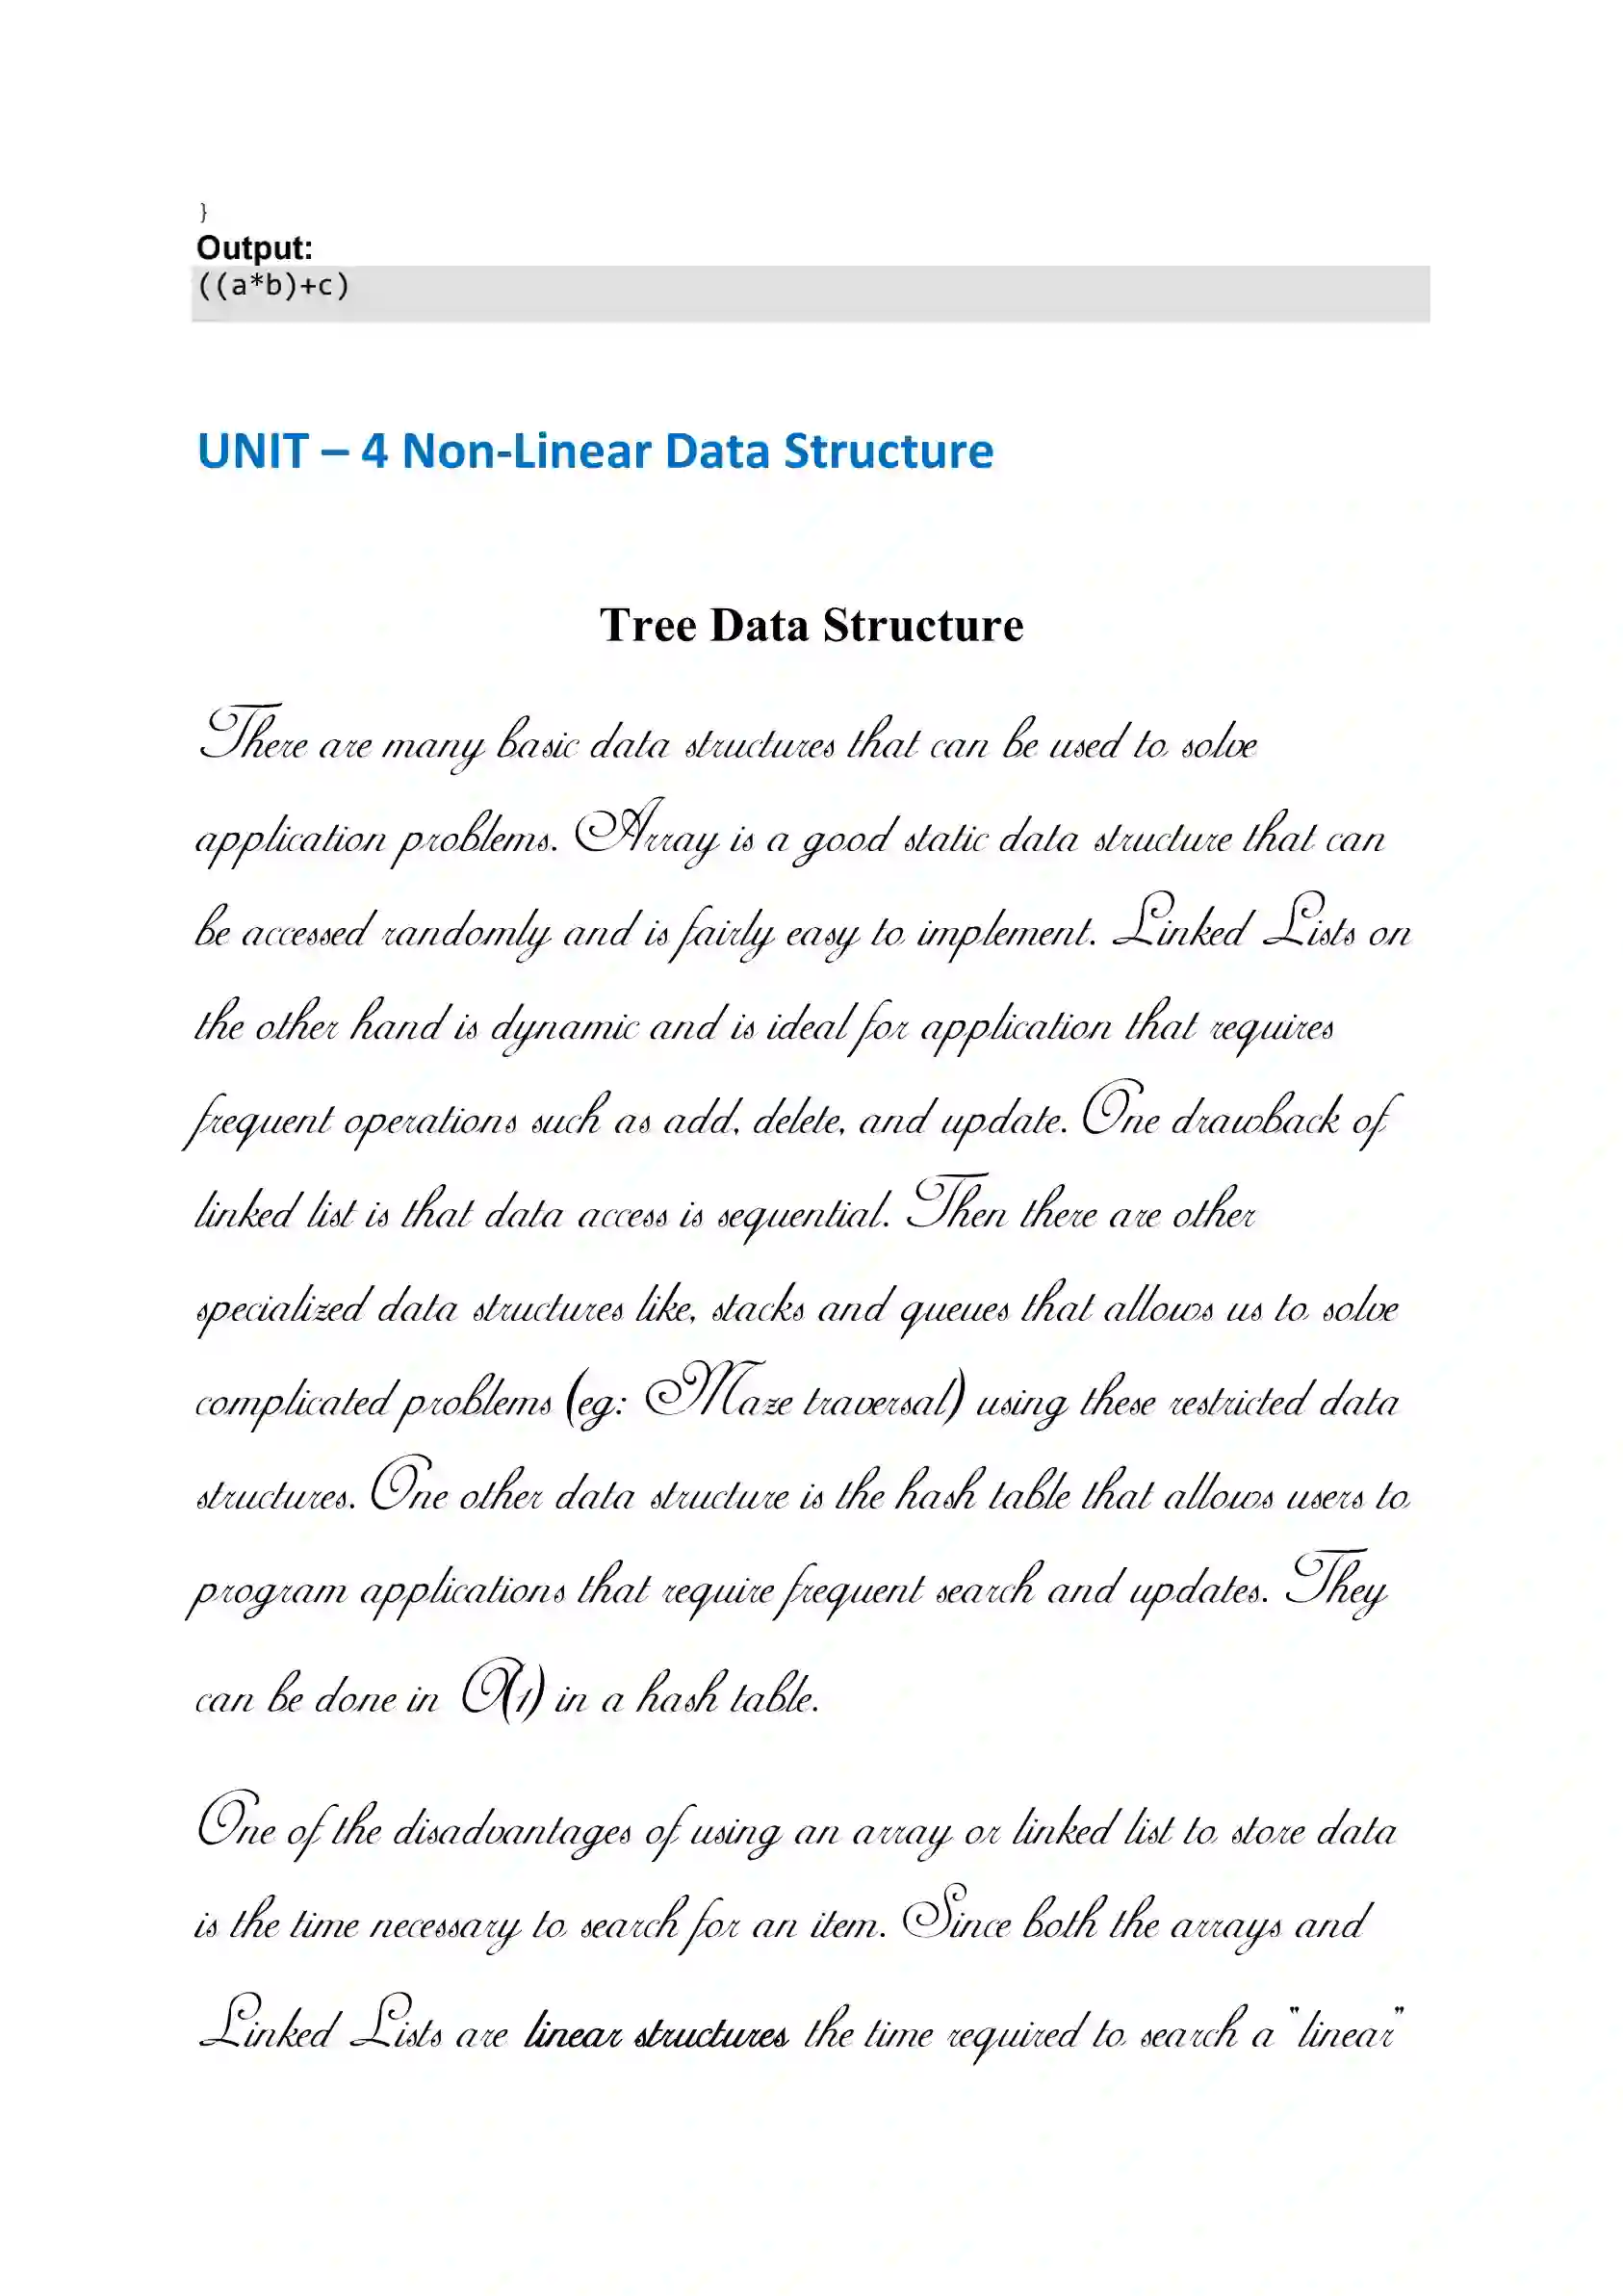 }
Output:
((a*b)+c)
UNIT – 4 Non-Linear Data Structure
Tree Data Structure
There are many basic data structures that can be used to solve
application problems. Array is a good static data structure that can
be accessed randomly and is fairly easy to implement. Linked Lists on
the other hand is dynamic and is ideal for application that requires
frequent operations such as add, delete, and update. One drawback of
linked list is that data access is sequential. Then there are other
specialized data structures like, stacks and queues that allows us to solve
complicated problems (eg: Maze traversal) using these restricted data
structures. One other data structure is the hash table that allows users to
program applications that require frequent search and updates. They
can be done in O(1) in a hash table.
One of the disadvantages of using an array or linked list to store data
is the time necessary to search for an item. Since both the arrays and
Linked Lists are linear structures the time required to search a "linear"